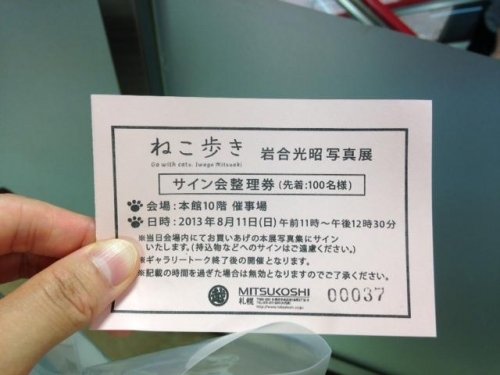 ねこ歩き 岩合光昭写真展
Go with cats. Iwago Mitsuaki
サイン会整理券(先着:100名様)
会場:本館10階 催事場
日時:2013年8月11日(日)午前11時〜午後12時30分
※当日会場内にてお買いあげの本展写真集にサイン
いたします。(持込物などへのサインはご遠慮ください。)
※ギャラリートーク終了後の開催となります。
※記載の時間を過ぎた場合は無効となりますのでご了承ください。
MITSUKOSHI
札幌
00037